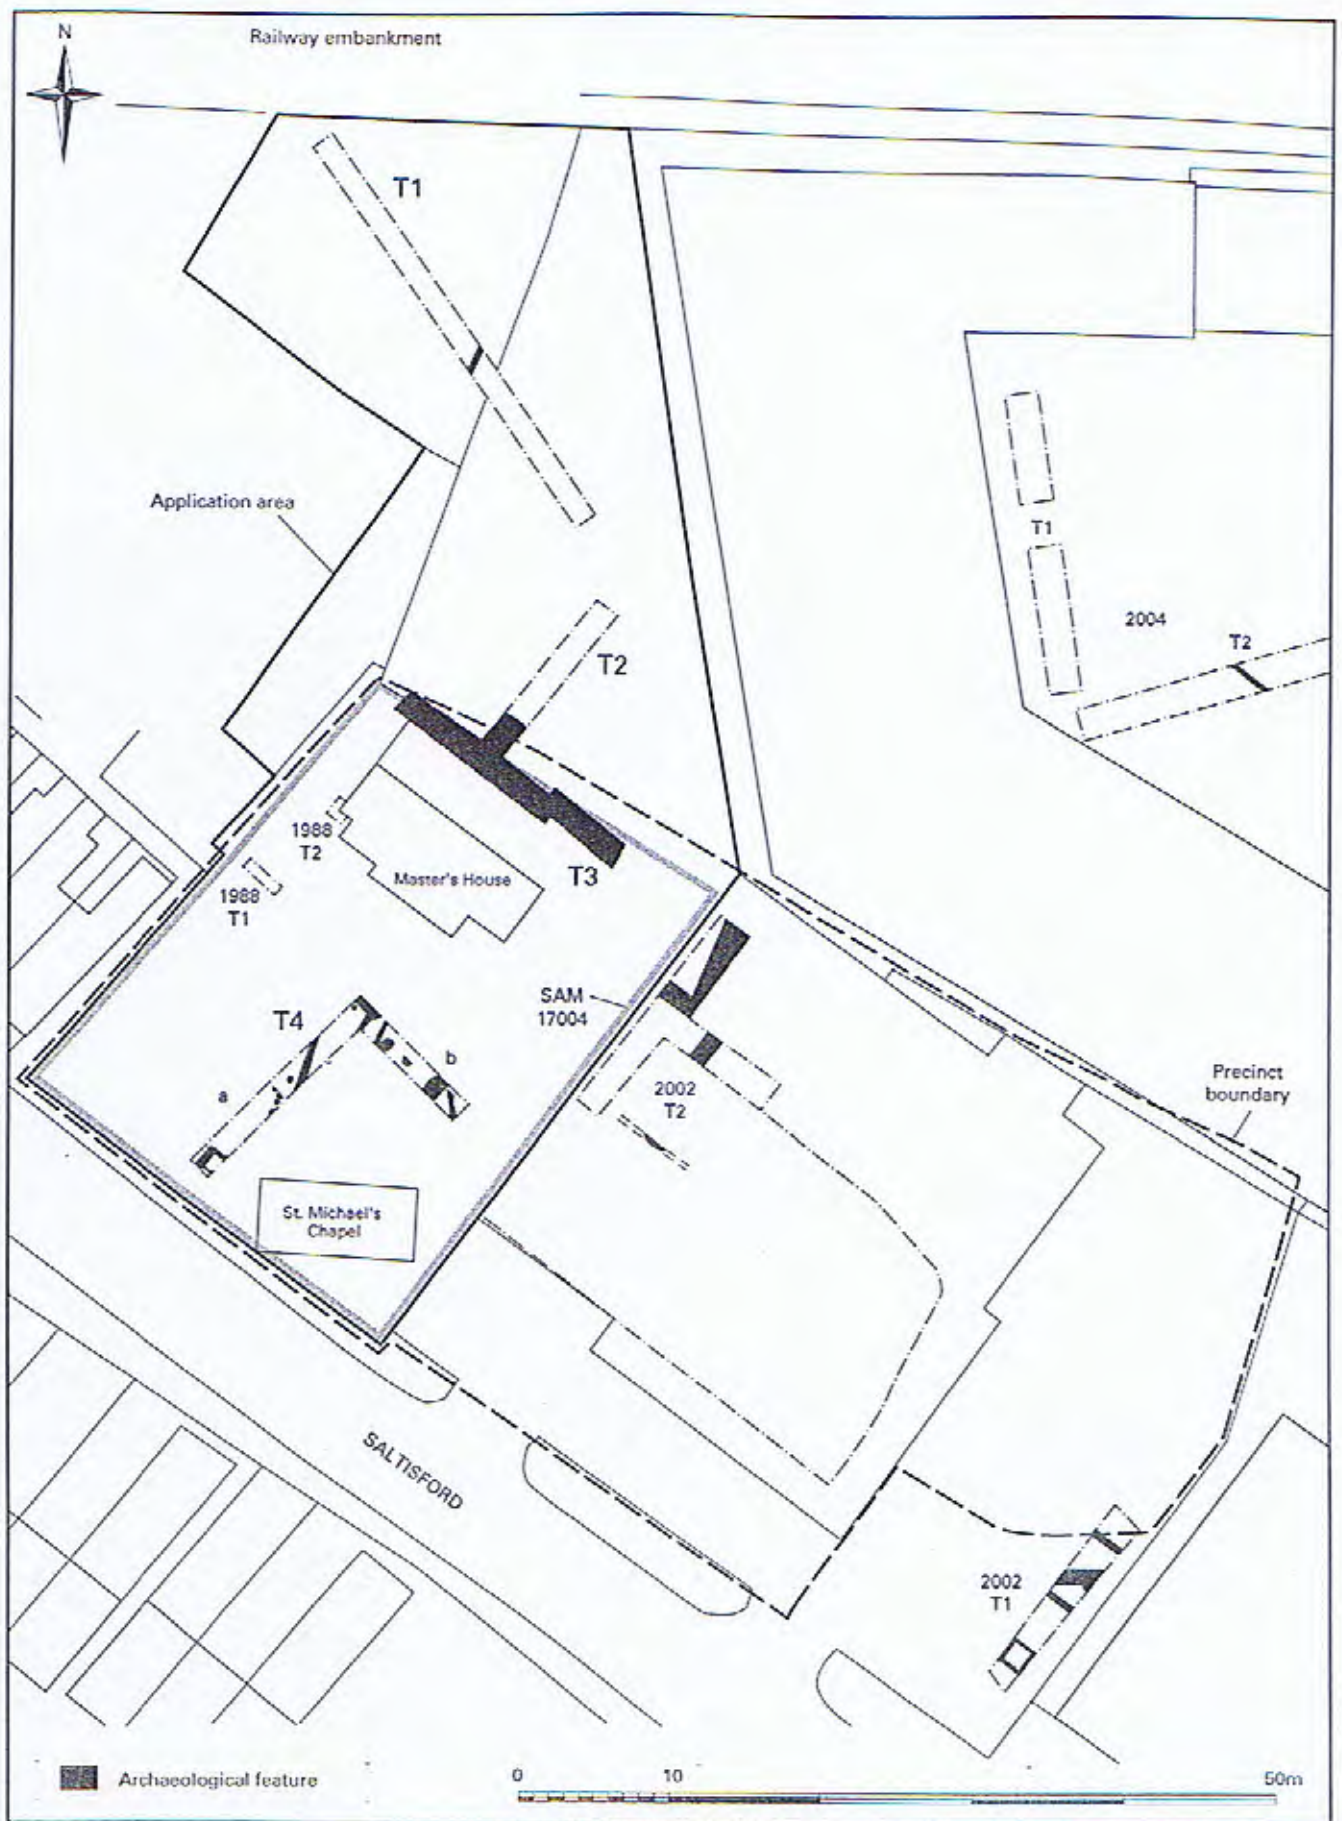 N
Railway embankment
T1
Application area
T1
2004
T2
T2
1988
T2
Master's House
T3
1988
T1
SAM
17004
T4
b
a
2002
T2
Precinct
boundary
St. Michael's
Chapel
SALTISFORD
2002
T1
Archaeological feature
0
10
50m